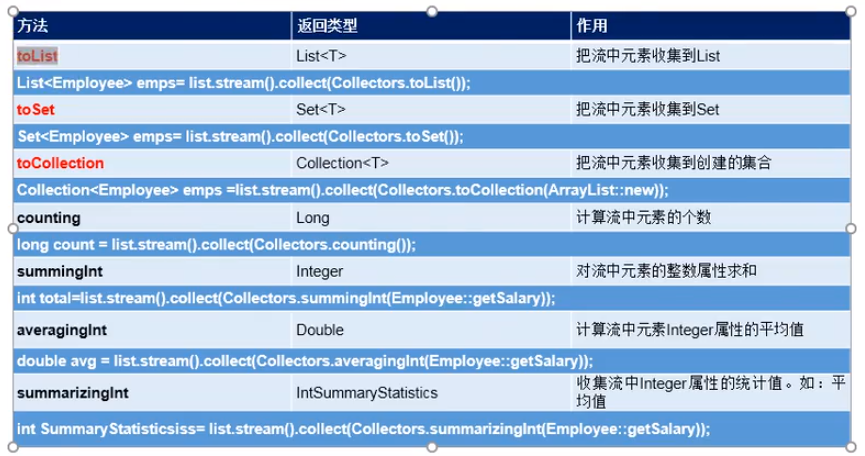 方法 返回类型 作用
toList List<T> 把流中元素收集到List
List<Employee> emps= list.stream().collect(Collectors.toList());
toSet Set<T> 把流中元素收集到Set
Set<Employee> emps= list.stream().collect(Collectors.toSet());
toCollection Collection<T> 把流中元素收集到创建的集合
Collection<Employee> emps =list.stream().collect(Collectors.toCollection(ArrayList::new));
counting Long 计算流中元素的个数
long count = list.stream().collect(Collectors.counting());
summingInt Integer 对流中元素的整数属性求和
int total=list.stream().collect(Collectors.summingInt(Employee::getSalary));
averagingInt Double 计算流中元素Integer属性的平均值
double avg = list.stream().collect(Collectors.averagingInt(Employee::getSalary));
summarizingInt IntSummaryStatistics 收集流中Integer属性的统计值。如：平
均值
int SummaryStatisticsiss= list.stream().collect(Collectors.summarizingInt(Employee::getSalary));